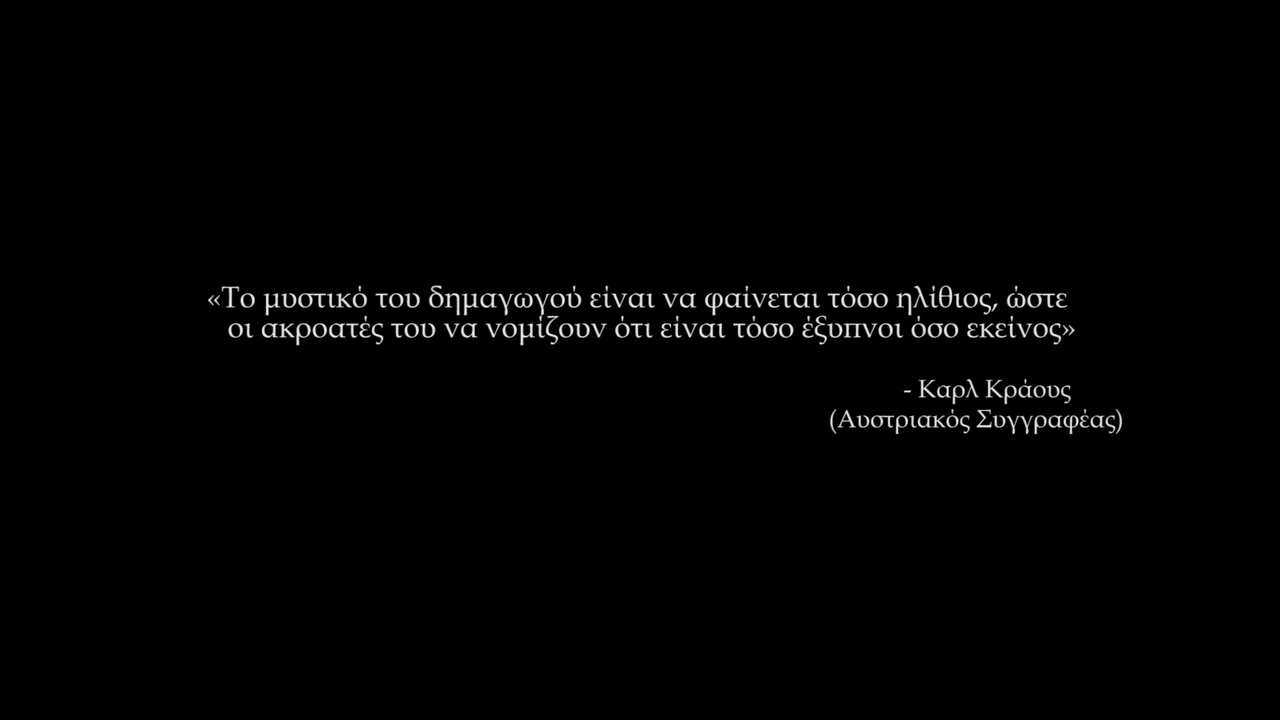 «Το μυστικό του δημαγωγού είναι να φαίνεται τόσο ηλίθιος, ώστε
οι ακροατές του να νομίζουν ότι είναι τόσο έξυπνοι όσο εκείνος»
- Καρλ Κράους
(Αυστριακός Συγγραφέας)